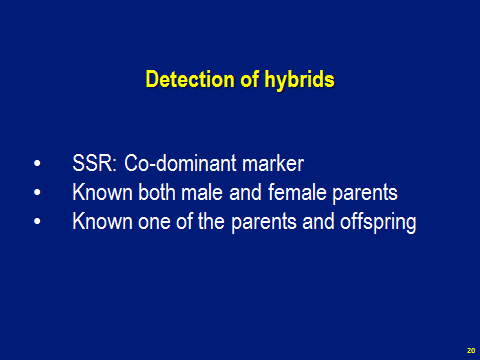 Detection of hybrids
• SSR: Co-dominant marker
• Known both male and female parents
• Known one of the parents and offspring
20